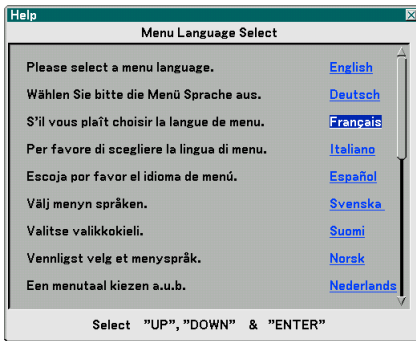 Help
Menu Language Select
Please select a menu language. English
Wählen Sie bitte die Menü Sprache aus. Deutsch
S'il vous plaît choisir la langue de menu. Français
Per favore di scegliere la lingua di menu. Italiano
Escoja por favor el idioma de menú. Español
Välj menyn språken. Svenska
Valitse valikkokieli. Suomi
Vennligst velg et menyspråk. Norsk
Een menutaal kiezen a.u.b. Nederlands
Select "UP", "DOWN" & "ENTER"